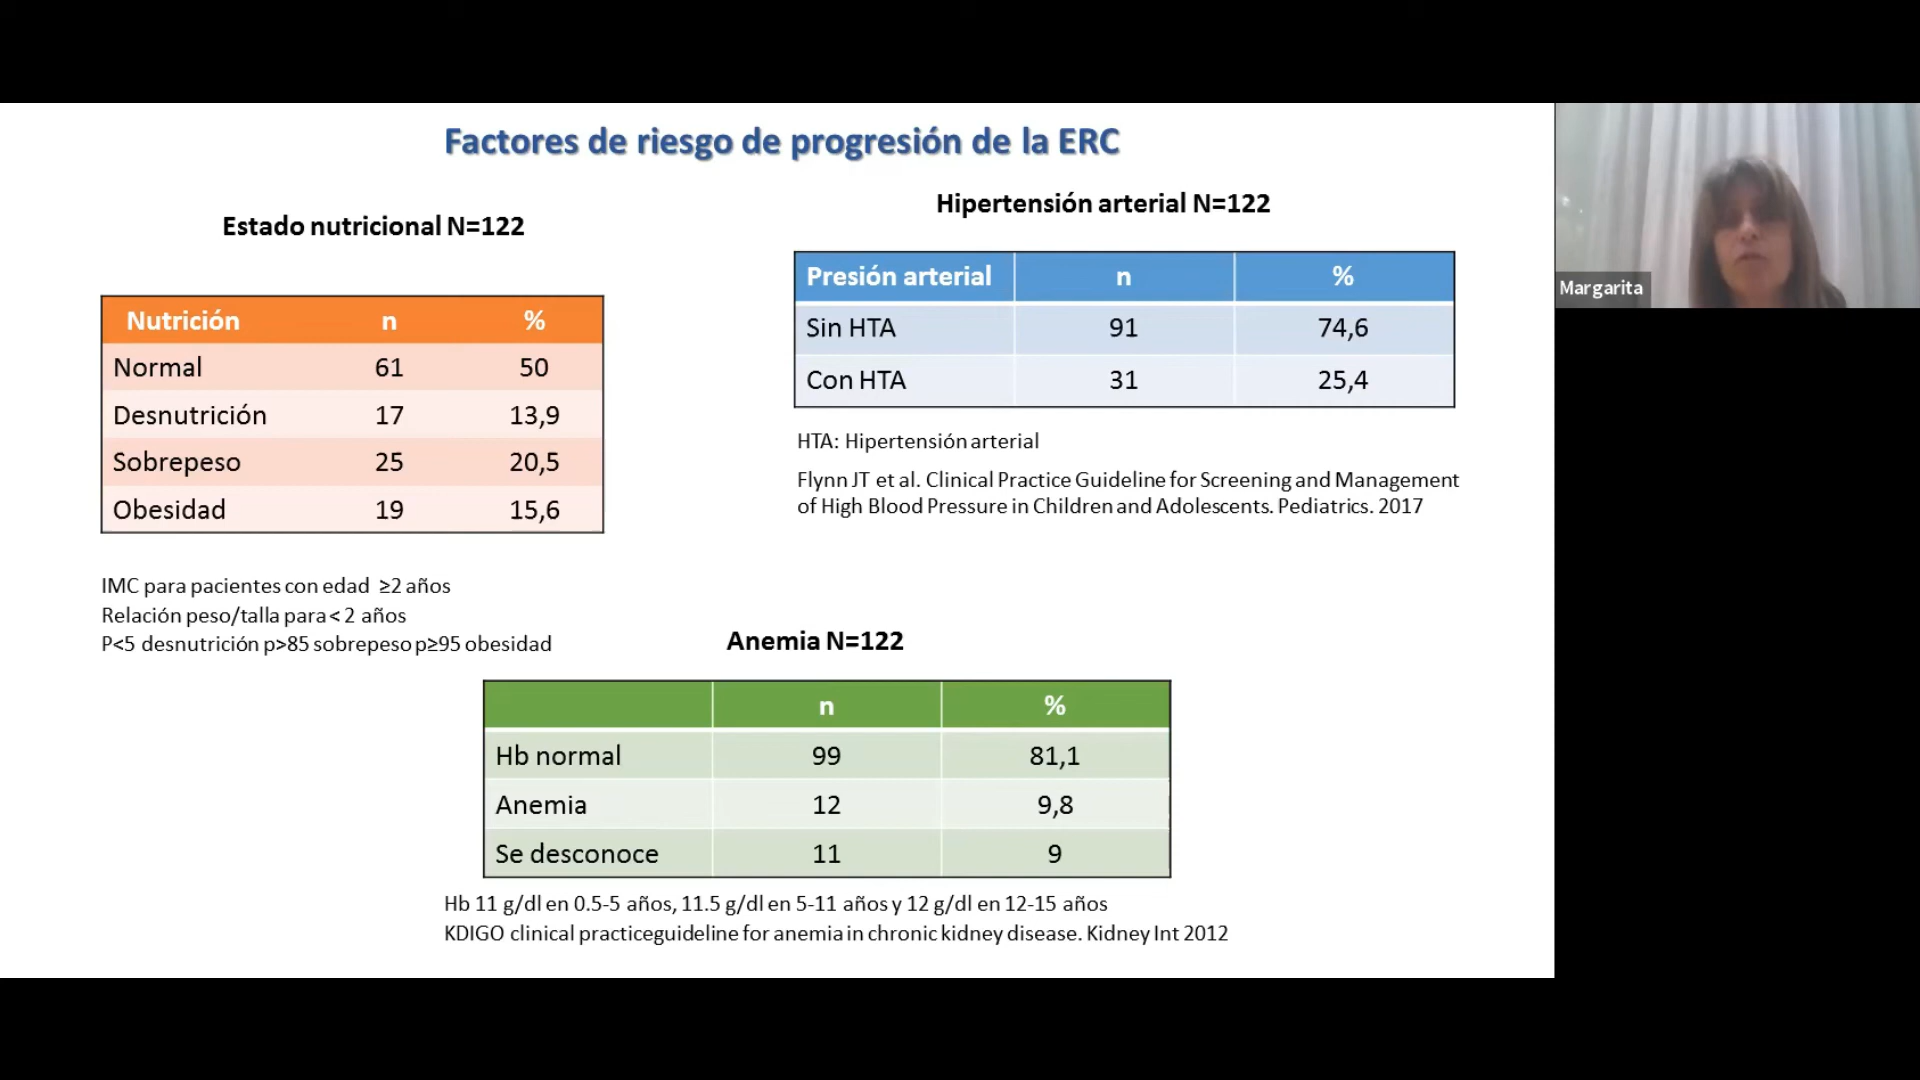 Factores de riesgo de progresión de la ERC
Estado nutricional N=122
Nutrición n %
Normal 61 50
Desnutrición 17 13,9
Sobrepeso 25 20,5
Obesidad 19 15,6
IMC para pacientes con edad ≥2 años
Relación peso/talla para < 2 años
P<5 desnutrición p>85 sobrepeso p≥95 obesidad
Hipertensión arterial N=122
Presión arterial n %
Sin HTA 91 74,6
Con HTA 31 25,4
HTA: Hipertensión arterial
Flynn JT et al. Clinical Practice Guideline for Screening and Management
of High Blood Pressure in Children and Adolescents. Pediatrics. 2017
Anemia N=122
n %
Hb normal 99 81,1
Anemia 12 9,8
Se desconoce 11 9
Hb 11 g/dl en 0.5-5 años, 11.5 g/dl en 5-11 años y 12 g/dl en 12-15 años
KDIGO clinical practiceguideline for anemia in chronic kidney disease. Kidney Int 2012
Margarita